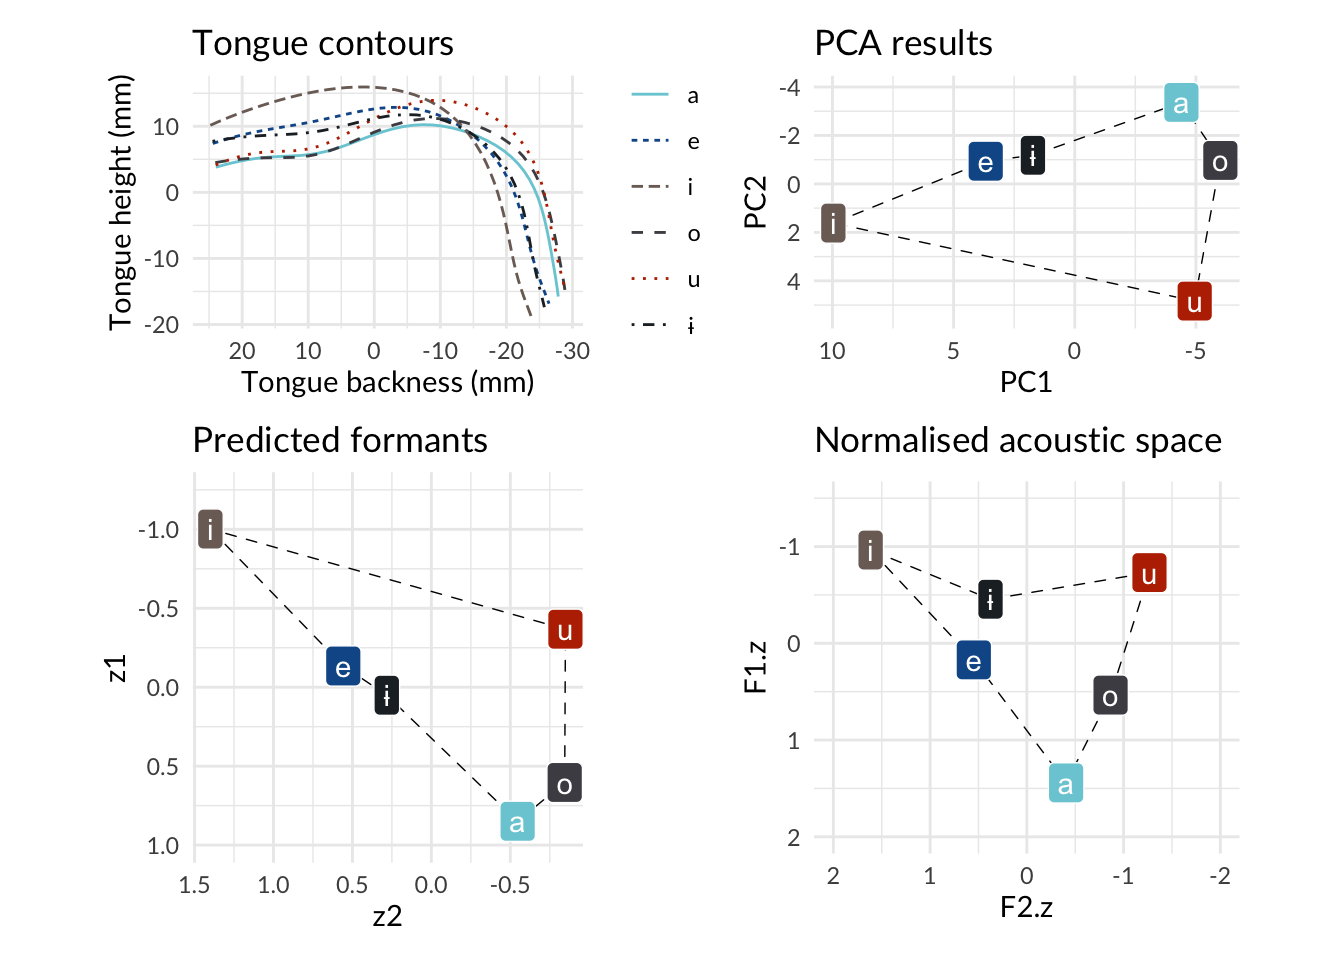 Tongue contours
Tongue height (mm)
10
0
-10
-20
20 10 0 -10 -20 -30
Tongue backness (mm)
a
e
i
o
u
ɨ
PCA results
PC2
-4
-2
0
2
4
a
o
e
ɨ
i
u
10 5 0 -5
PC1
Predicted formants
z1
-1.0
-0.5
0.0
0.5
1.0
i
u
e
ɨ
o
a
1.5 1.0 0.5 0.0 -0.5
z2
Normalised acoustic space
F1.z
-1
0
1
2
i
u
ɨ
e
o
a
2 1 0 -1 -2
F2.z